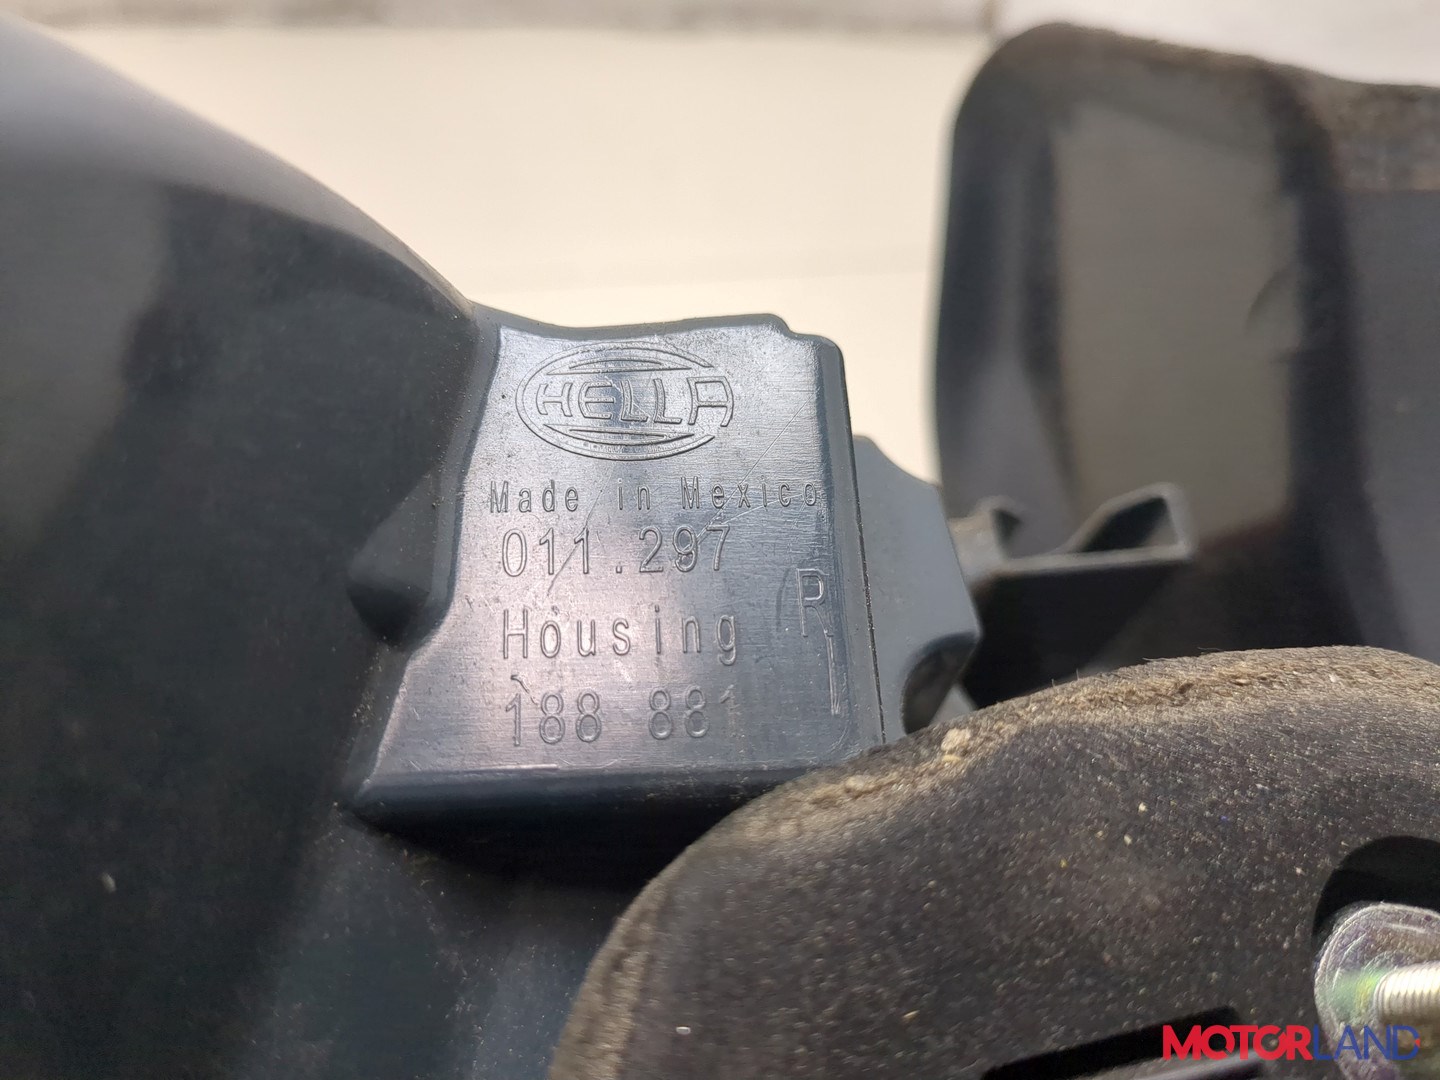 HELLA
Made in Mexico
011.297
Housing R
188 881
MOTORLAND